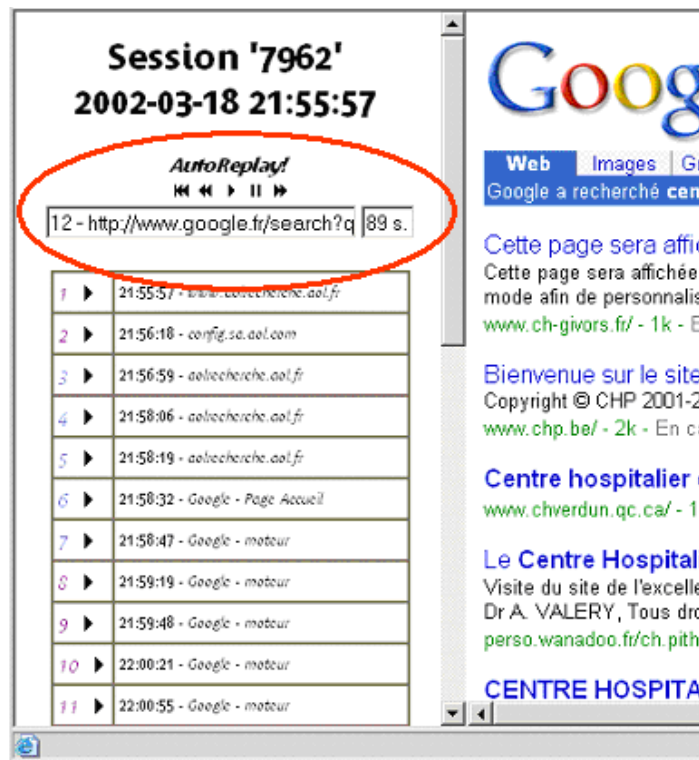 Session '7962'
2002-03-18 21:55:57
AutoReplay!
12 - http://www.google.fr/search?q 89 s.
1 21:55:57 - www.aolrecherche.aol.fr
2 21:56:18 - config.sa.aol.com
3 21:56:59 - aolrecherche.aol.fr
4 21:58:06 - aolrecherche.aol.fr
5 21:58:19 - aolrecherche.aol.fr
6 21:58:32 - Google - Page Accueil
7 21:58:47 - Google - moteur
8 21:59:19 - Google - moteur
9 21:59:48 - Google - moteur
10 22:00:21 - Google - moteur
11 22:00:55 - Google - moteur
Goog
Web Images G
Google a recherché cen
Cette page sera affi
Cette page sera affichée
mode afin de personnalis
www.ch-givors.fr/ - 1k - E
Bienvenue sur le site
Copyright © CHP 2001-2
www.chp.be/ - 2k - En c
Centre hospitalier
www.chverdun.qc.ca/ - 1
Le Centre Hospitali
Visite du site de l'excelle
Dr A. VALERY, Tous dro
perso.wanadoo.fr/ch.pith
CENTRE HOSPITA